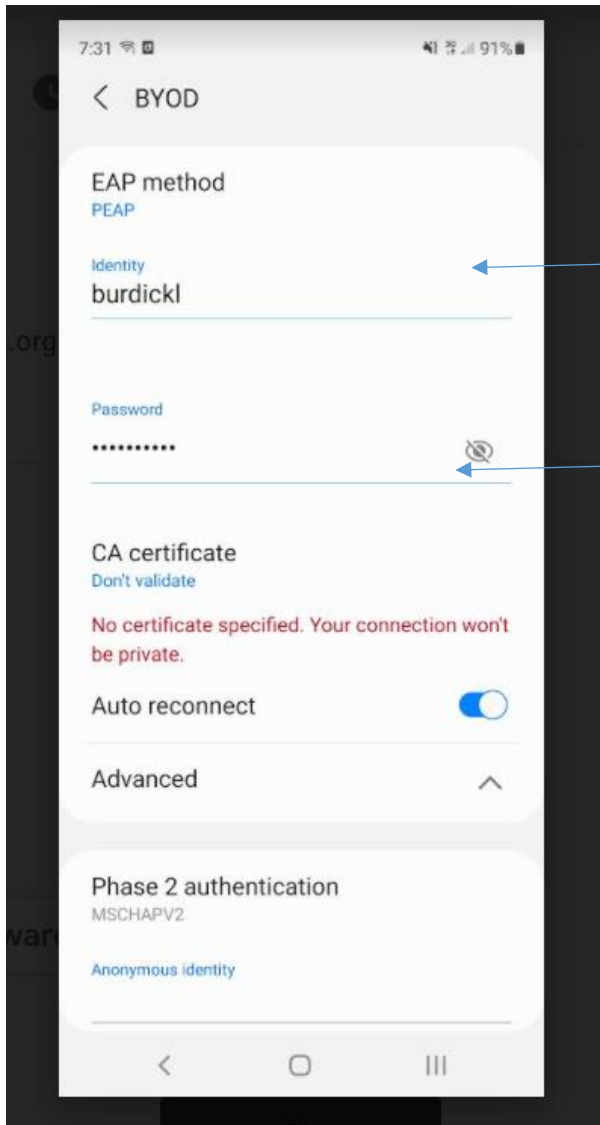 7:31 91%
BYOD
EAP method
PEAP
Identity
burdickl
.org
Password
••••••••••
CA certificate
Don't validate
No certificate specified. Your connection won't
be private.
Auto reconnect
Advanced
Phase 2 authentication
MSCHAPV2
Anonymous identity